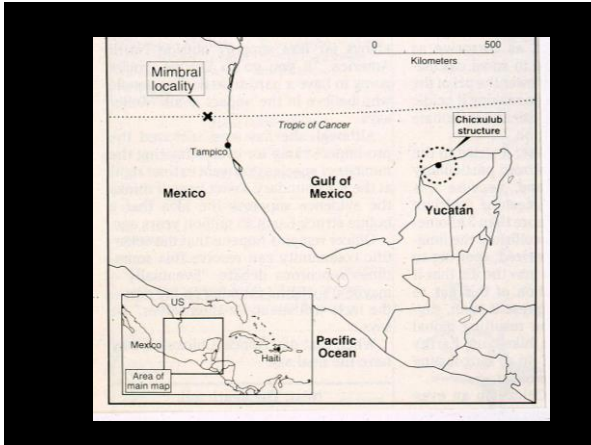 0 500
Kilometers
Mimbral
locality
Chicxulub
structure
Tropic of Cancer
Tampico
Gulf of
Mexico
Mexico
Yucatán
US
Mexico
Haiti
Area of
main map
Pacific
Ocean